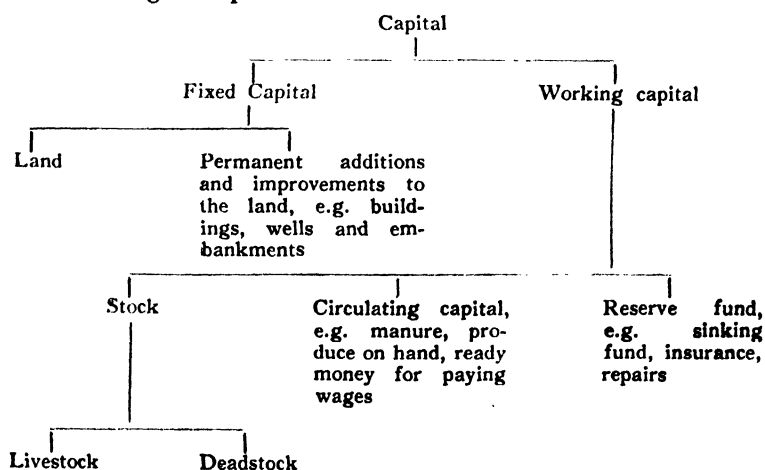 Capital
Fixed Capital
Working capital
Land
Permanent additions
and improvements to
the land, e.g. build-
ings, wells and em-
bankments
Stock
Circulating capital,
e.g. manure, pro-
duce on hand, ready
money for paying
wages
Reserve fund,
e.g. sinking
fund, insurance,
repairs
Livestock
Deadstock